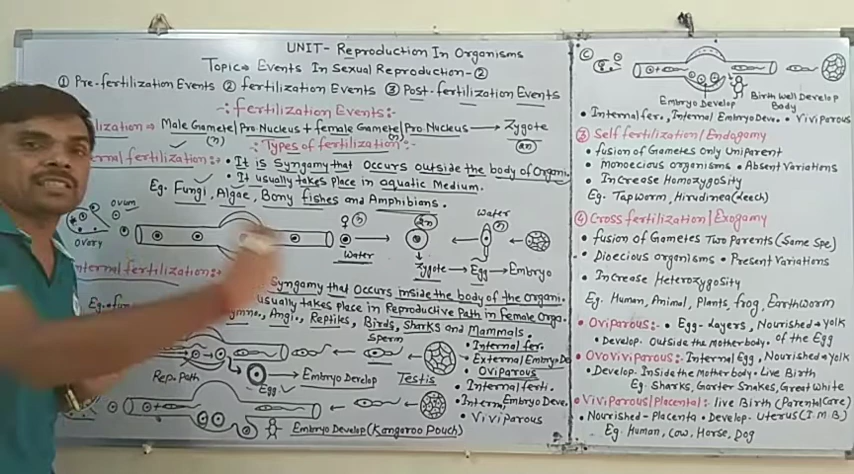 UNIT- Reproduction In Organisms
Topic⇒ Events In Sexual Reproduction-②
① Pre-fertilization Events ② fertilization Events ③ Post-fertilization Events
-: fertilization Events:-
lization ⇒ Male Gamete/Pro Nucleus + female Gamete/Pro Nucleus → Zygote
(n) (n) (2n)
ernal fertilization :- -: Types of fertilization :-
• It is Syngamy that Occurs outside the body of Organi.
• It usually takes Place in aquatic Medium.
Eg. Fungi, Algae, Bony fishes and Amphibians.
Ovum
Ovary
♀ (n) (2n) Water (n)
Water
Zygote → Egg → Embryo
nternal fertilization :-
Syngamy that Occurs inside the body of the organi.
usually takes Place in Reproductive Path in female Orga.
Eg. fun
ymno., Angi., Reptiles, Birds, Sharks and Mammals.
Sperm
Rep. Path
Egg
Embryo Develop
Testis
• Internal fer.
• External Embryo De
• Oviparous
• Internal ferti.
• Intern, Embryo Deve.
• Viviparous
Embryo Develop (Kangaroo Pouch)
©
Embryo Develop
Birth Well Develop
Body
• Internal fer., Internal Embryo Deve. • Viviparous
③ Self fertilization/Endogamy
• fusion of Gametes Only Uniparent
• Monoecious organisms • Absent Variations
• Increase Homozygosity
Eg: Tapworm, Hirudinea (Leech)
④ Cross fertilization/Exogamy
• fusion of Gametes Two Parents (Same Spe)
• Dioecious organisms • Present Variations
• Increase Heterozygosity
Eg. Human, Animal, Plants, frog, Earthworm
• Oviparous:- • Egg-Layers, Nourished → yolk
• Develop. Outside the Motherbody of the Egg
• Ovoviviparous:- Internal Egg, Nourished → yolk
• Develop. Inside the Motherbody • Live Birth
Eg: Sharks, Garter Snakes, Great White
• Viviparous/Placental:- live Birth (Parental Care)
• Nourished - Placenta • Develop - Uterus (I.M.B)
Eg. Human, Cow, Horse, Dog